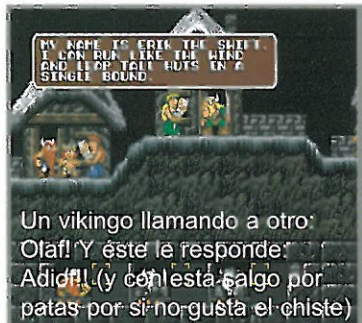 MY NAME IS ERIK THE SWIFT.
I CAN RUN LIKE THE WIND
AND LEAP TALL HUTS IN A
SINGLE BOUND.
Un vikingo llamando a otro:
Olaf! Y éste le responde:
Adiof!! (y con esta salgo por
patas por si no gusta el chiste)